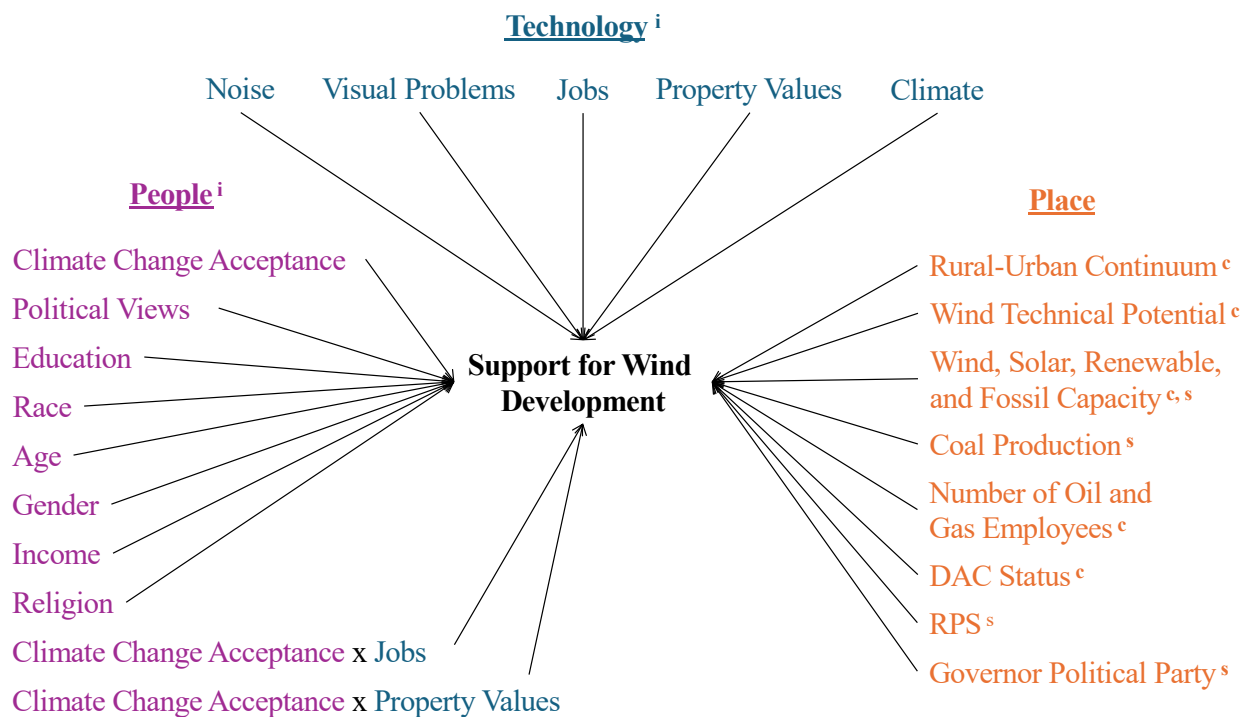 Technology i
Noise Visual Problems Jobs Property Values Climate
People i
Climate Change Acceptance
Political Views
Education
Race
Age
Gender
Income
Religion
Climate Change Acceptance x Jobs
Climate Change Acceptance x Property Values
Support for Wind
Development
Place
Rural-Urban Continuum c
Wind Technical Potential c
Wind, Solar, Renewable,
and Fossil Capacity c, s
Coal Production s
Number of Oil and
Gas Employees c
DAC Status c
RPS s
Governor Political Party s